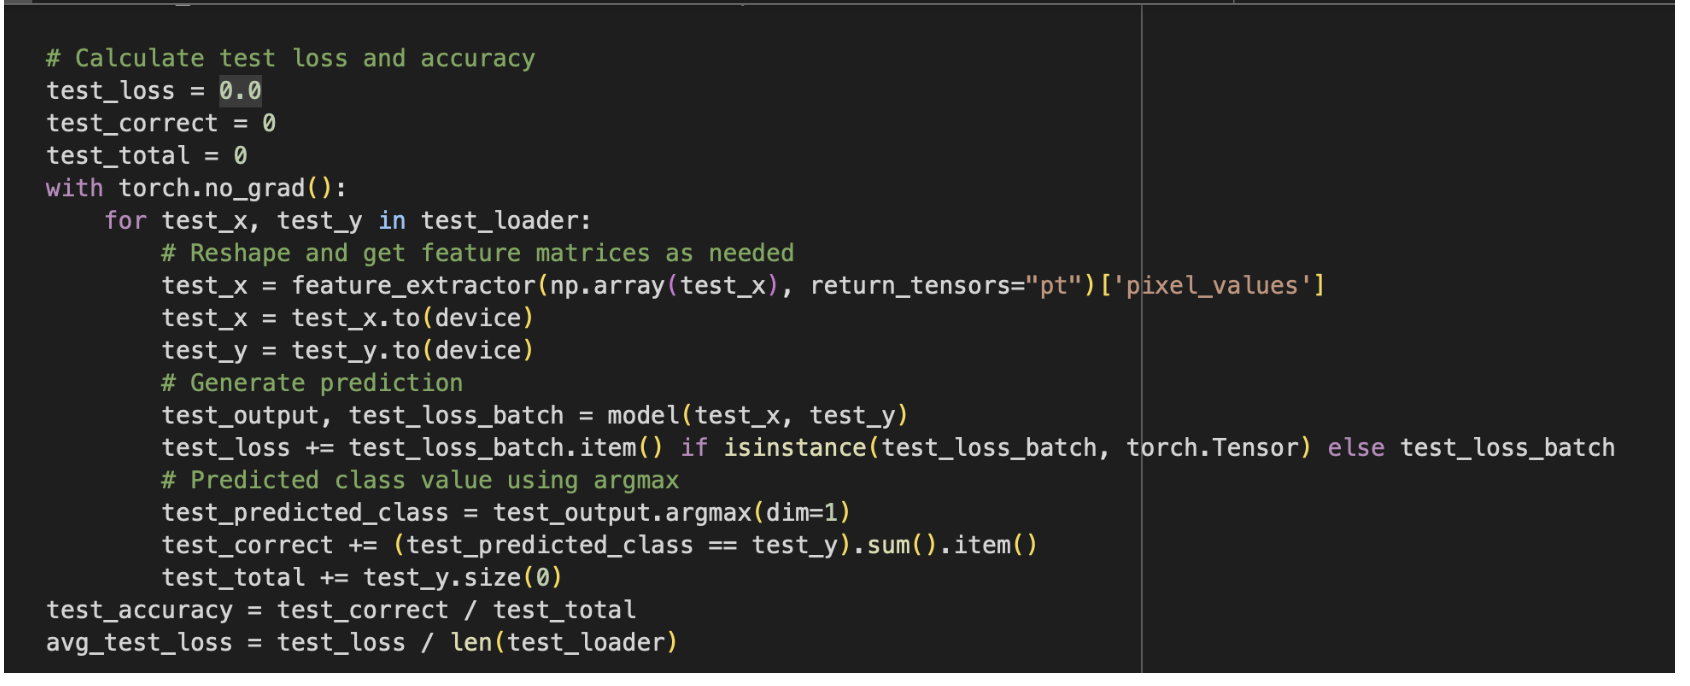 # Calculate test loss and accuracy
test_loss = 0.0
test_correct = 0
test_total = 0
with torch.no_grad():
    for test_x, test_y in test_loader:
        # Reshape and get feature matrices as needed
        test_x = feature_extractor(np.array(test_x), return_tensors="pt")['pixel_values']
        test_x = test_x.to(device)
        test_y = test_y.to(device)
        # Generate prediction
        test_output, test_loss_batch = model(test_x, test_y)
        test_loss += test_loss_batch.item() if isinstance(test_loss_batch, torch.Tensor) else test_loss_batch
        # Predicted class value using argmax
        test_predicted_class = test_output.argmax(dim=1)
        test_correct += (test_predicted_class == test_y).sum().item()
        test_total += test_y.size(0)
test_accuracy = test_correct / test_total
avg_test_loss = test_loss / len(test_loader)